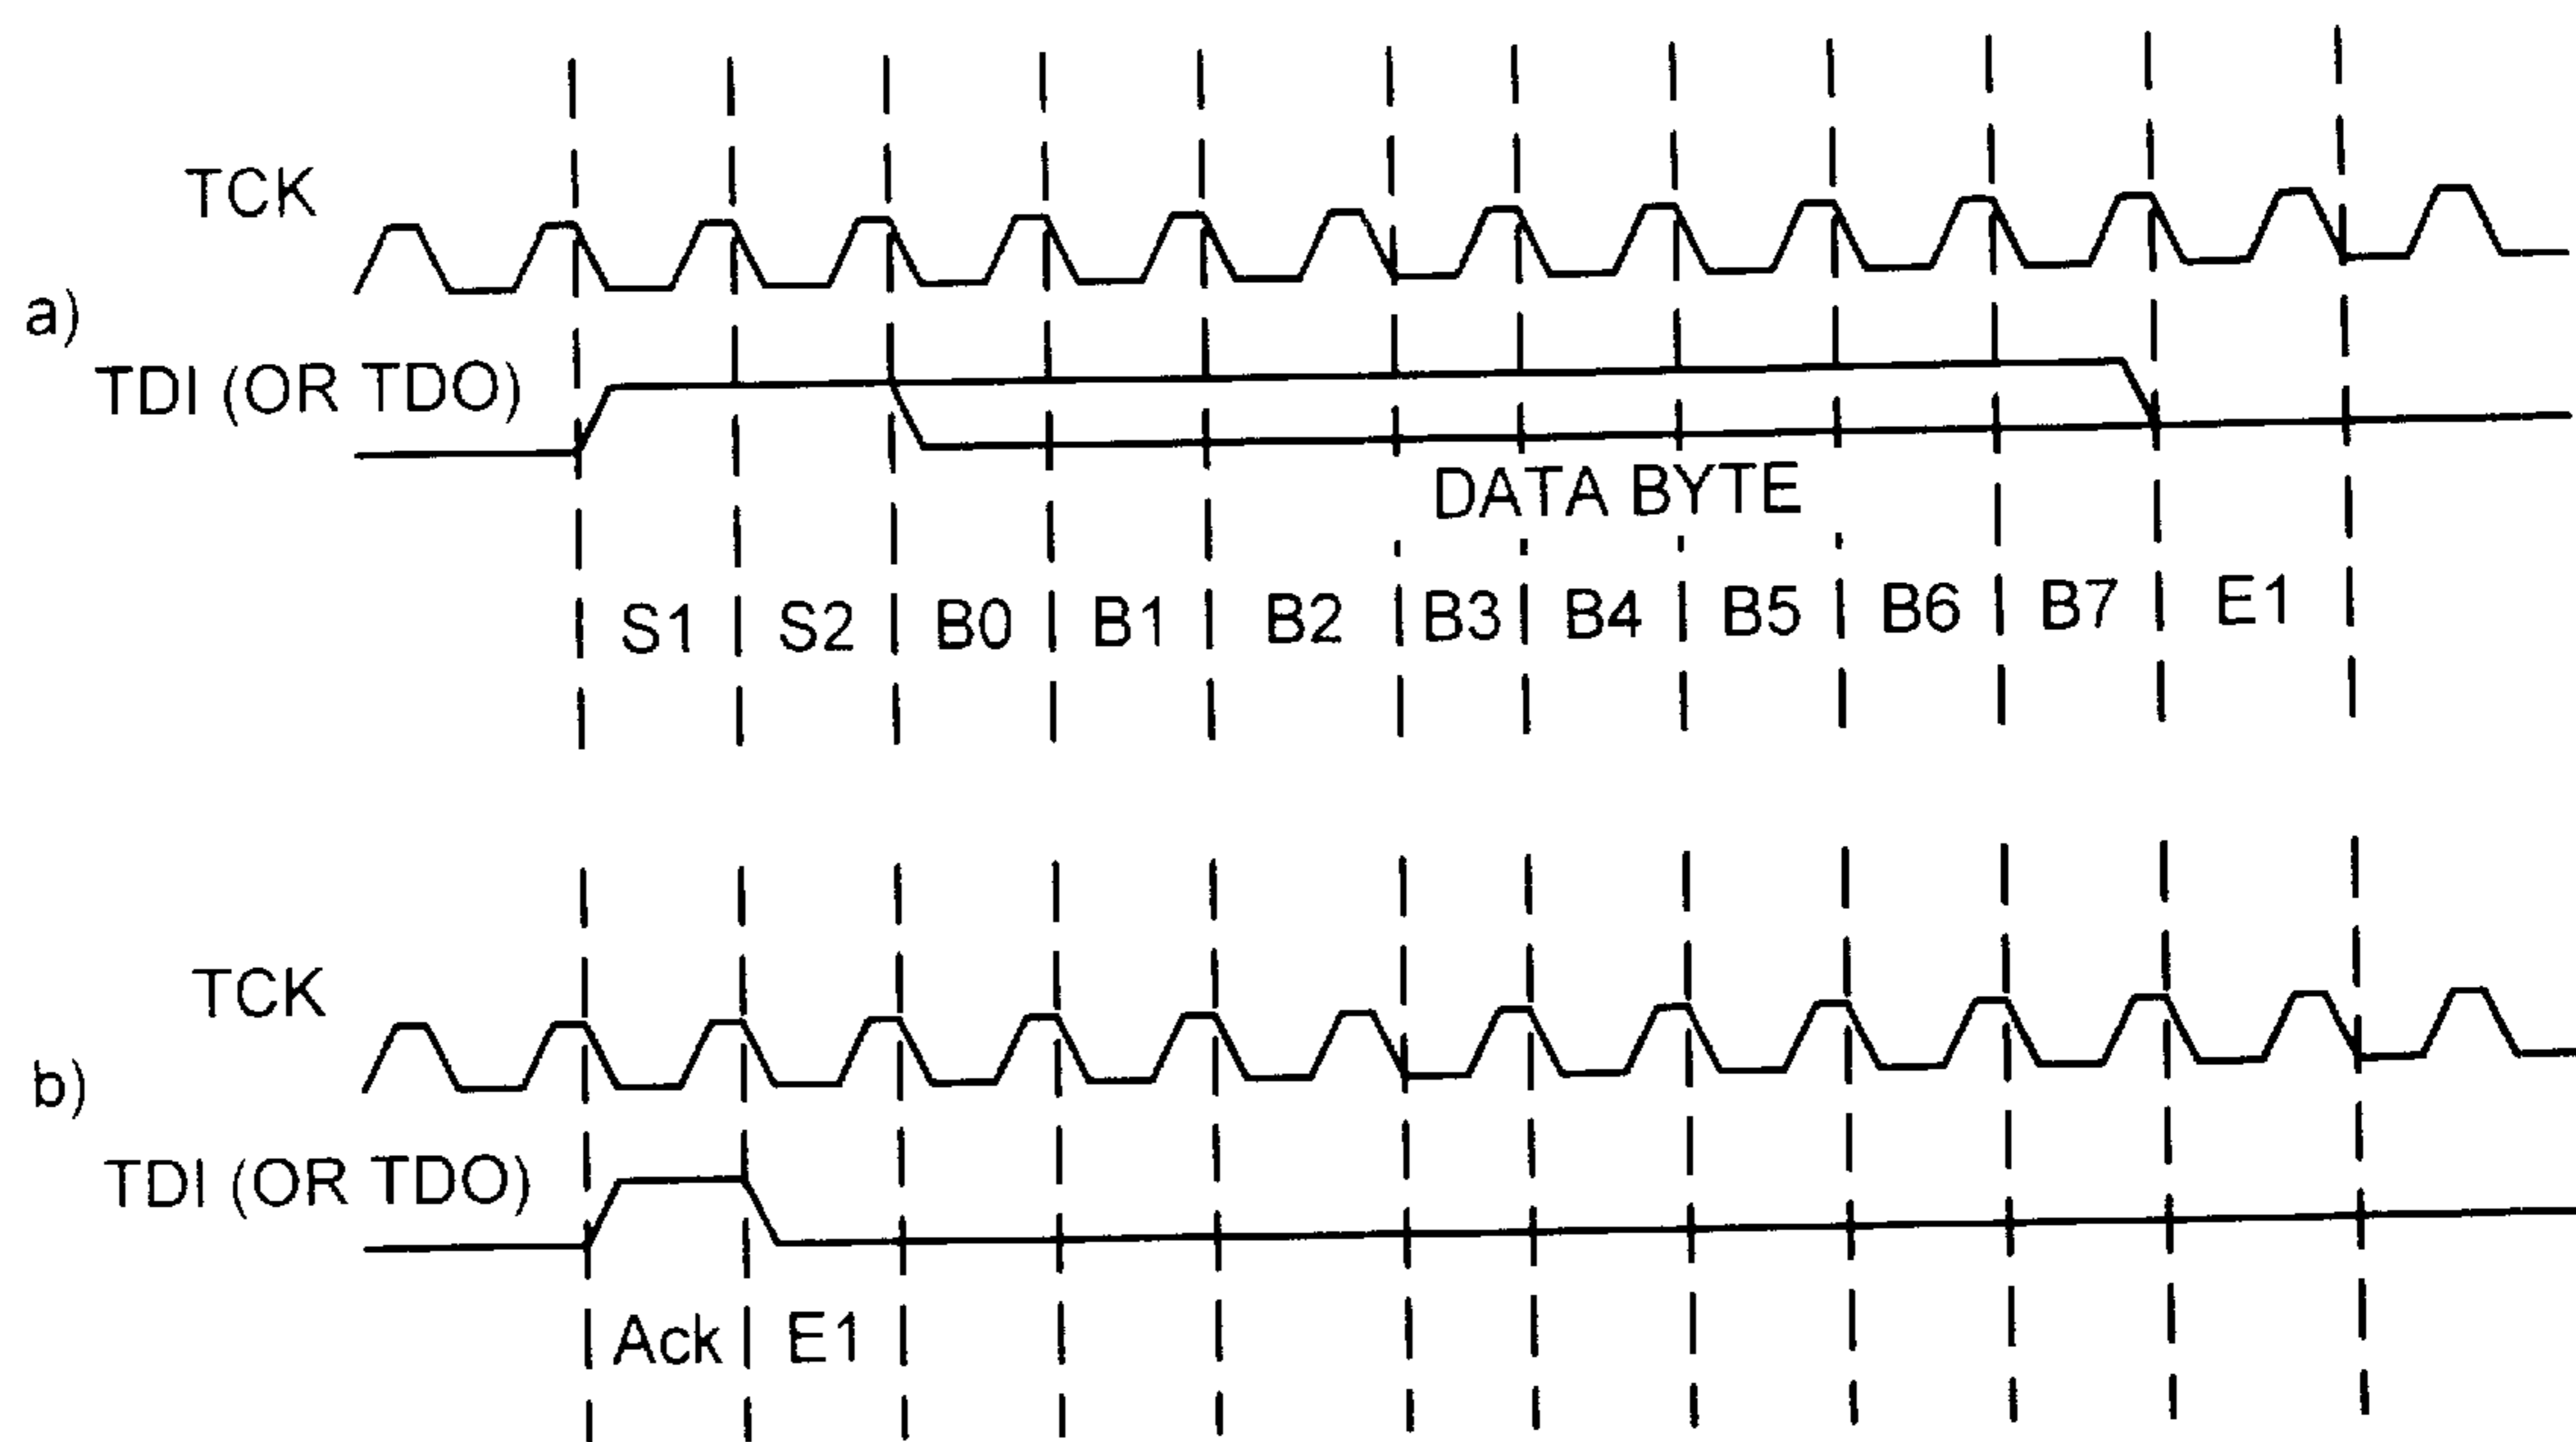 TCK
a)
TDI (OR TDO)
DATA BYTE
S1 S2 B0 B1 B2 B3 B4 B5 B6 B7 E1
TCK
b)
TDI (OR TDO)
Ack E1